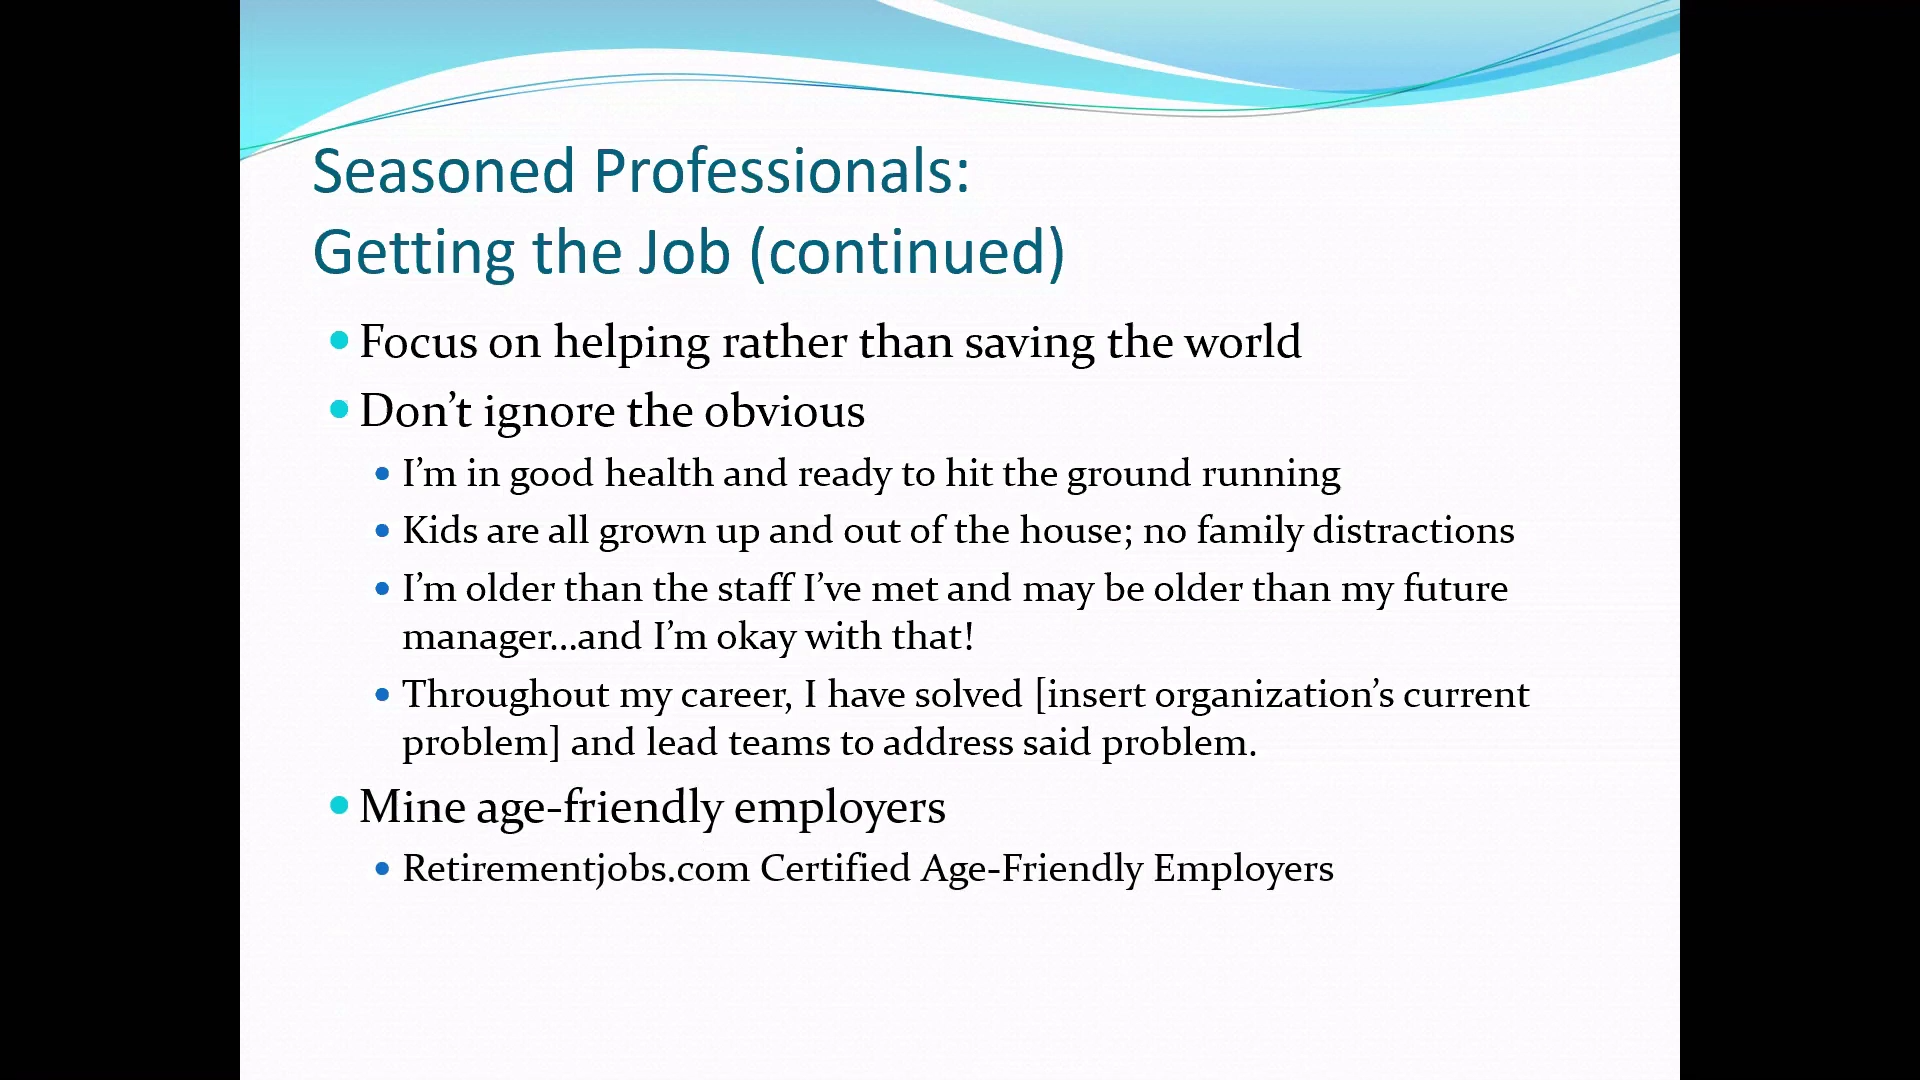 Seasoned Professionals:
Getting the Job (continued)
• Focus on helping rather than saving the world
• Don’t ignore the obvious
• I’m in good health and ready to hit the ground running
• Kids are all grown up and out of the house; no family distractions
• I’m older than the staff I’ve met and may be older than my future
manager…and I’m okay with that!
• Throughout my career, I have solved [insert organization’s current
problem] and lead teams to address said problem.
• Mine age-friendly employers
• Retirementjobs.com Certified Age-Friendly Employers